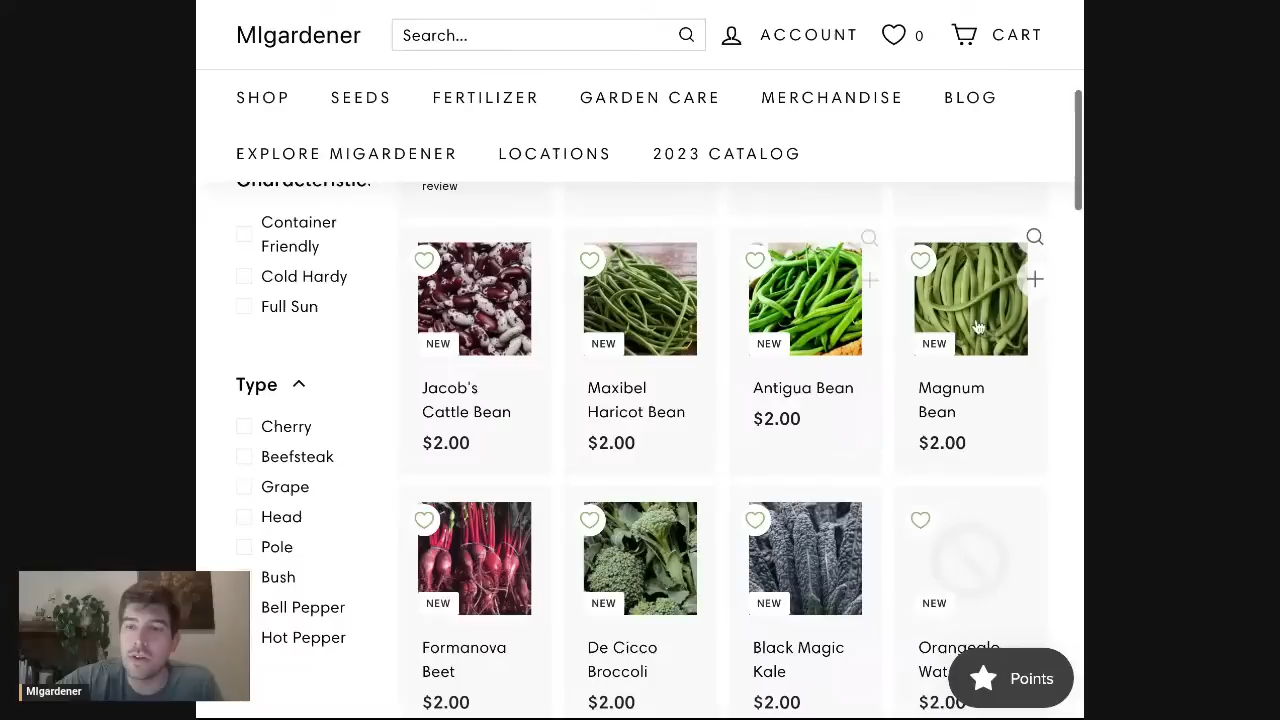 MIgardener
Search...
ACCOUNT
0
CART
SHOP
SEEDS
FERTILIZER
GARDEN CARE
MERCHANDISE
BLOG
EXPLORE MIGARDENER
LOCATIONS
2023 CATALOG
Characteristic
review
Container
Friendly
Cold Hardy
Full Sun
Type
Cherry
Beefsteak
Grape
Head
Pole
Bush
Bell Pepper
Hot Pepper
NEW
Jacob's
Cattle Bean
$2.00
NEW
Maxibel
Haricot Bean
$2.00
NEW
Antigua Bean
$2.00
NEW
Magnum
Bean
$2.00
NEW
Formanova
Beet
$2.00
NEW
De Cicco
Broccoli
$2.00
NEW
Black Magic
Kale
$2.00
NEW
Orangeglo
Wat
$2.00
Points
MIgardener